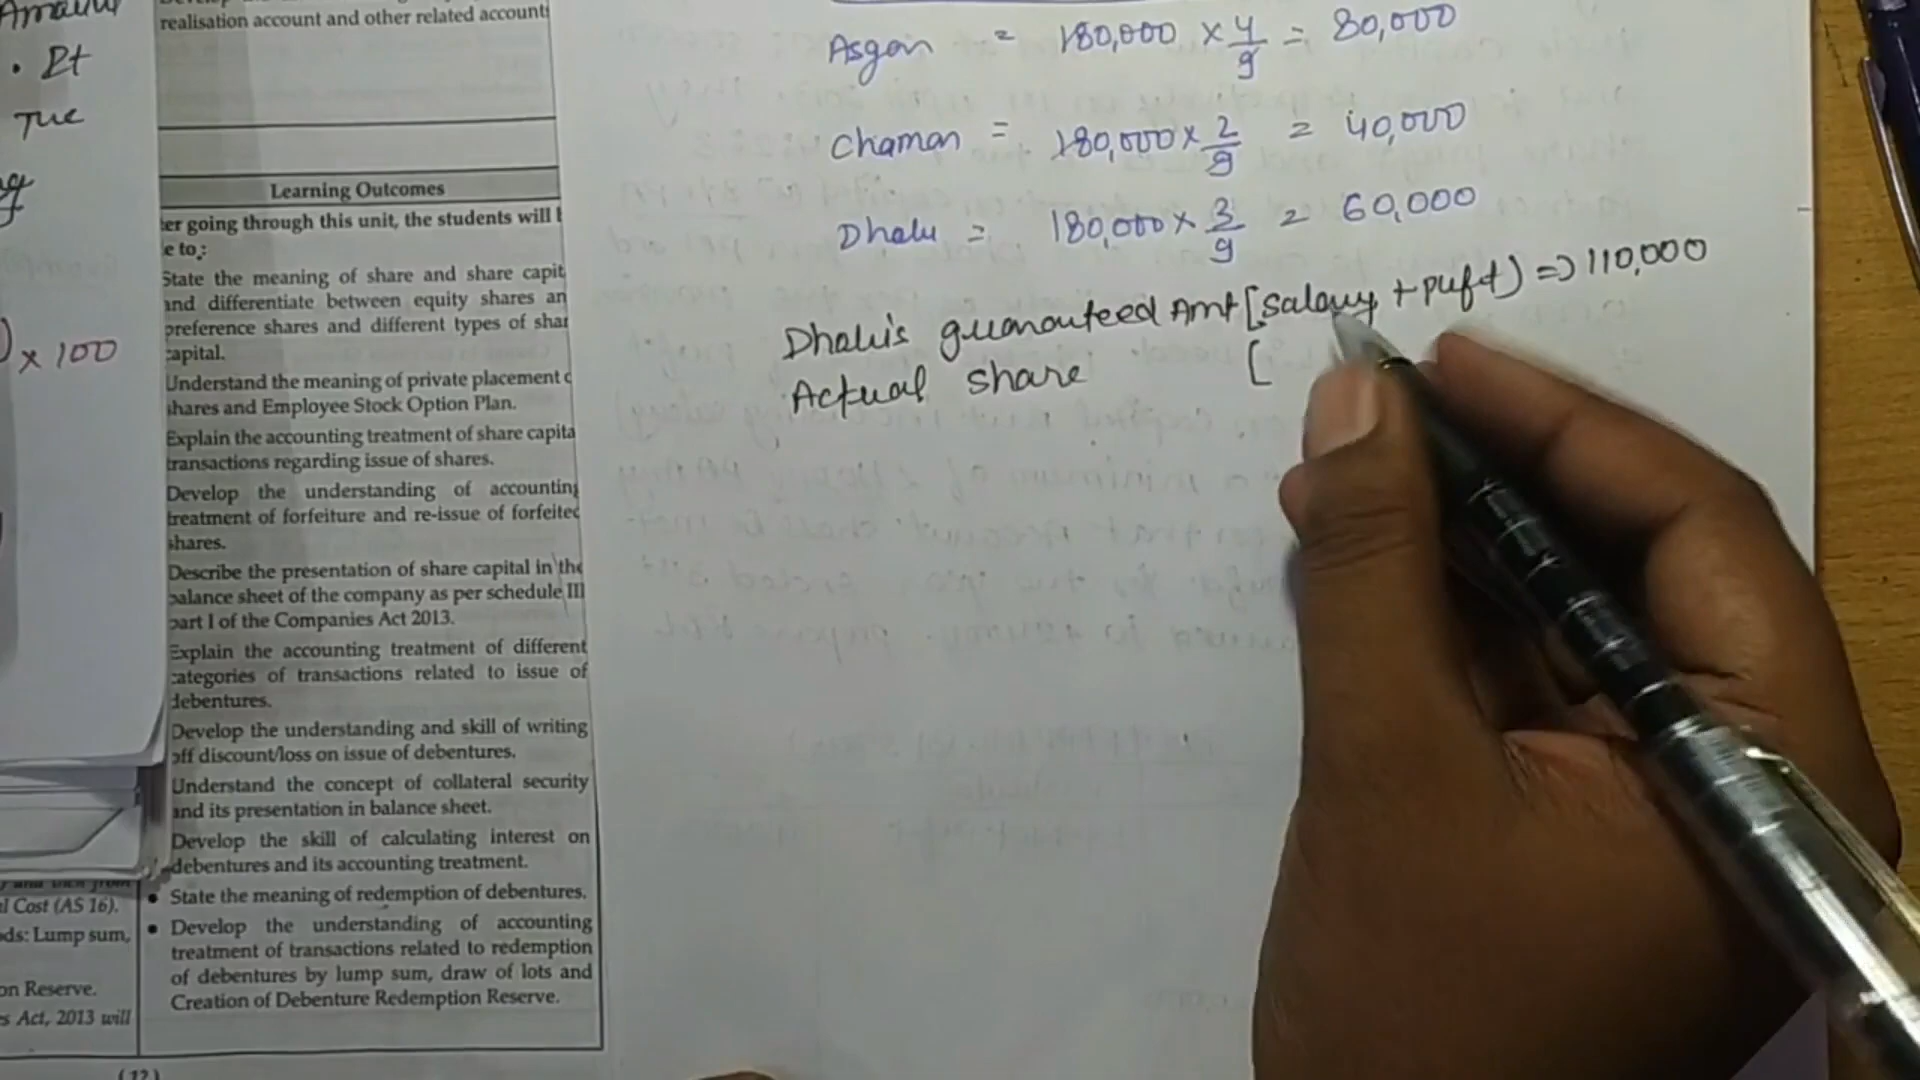 realisation account and other related account
• It
The
x 100
Learning Outcomes
er going through this unit, the students will
e to:
State the meaning of share and share capit
and differentiate between equity shares an
preference shares and different types of shar
capital.
Understand the meaning of private placement o
shares and Employee Stock Option Plan.
Explain the accounting treatment of share capita
transactions regarding issue of shares.
Develop the understanding of accounting
treatment of forfeiture and re-issue of forfeited
shares.
Describe the presentation of share capital in the
balance sheet of the company as per schedule III
part I of the Companies Act 2013.
Explain the accounting treatment of different
categories of transactions related to issue of
debentures.
Develop the understanding and skill of writing
off discount/loss on issue of debentures.
Understand the concept of collateral security
and its presentation in balance sheet.
Develop the skill of calculating interest on
debentures and its accounting treatment.
• State the meaning of redemption of debentures.
• Develop the understanding of accounting
treatment of transactions related to redemption
of debentures by lump sum, draw of lots and
Creation of Debenture Redemption Reserve.
l Cost (AS 16).
ds: Lump sum,
on Reserve.
s Act, 2013 will
(12)
Asgar = 180,000 x 4/9 = 80,000
Chaman = 180,000 x 2/9 = 40,000
Dhalu = 180,000 x 3/9 = 60,000
Dhalu's guaranteed Amt [salary + puft) => 110,000
Actual share [